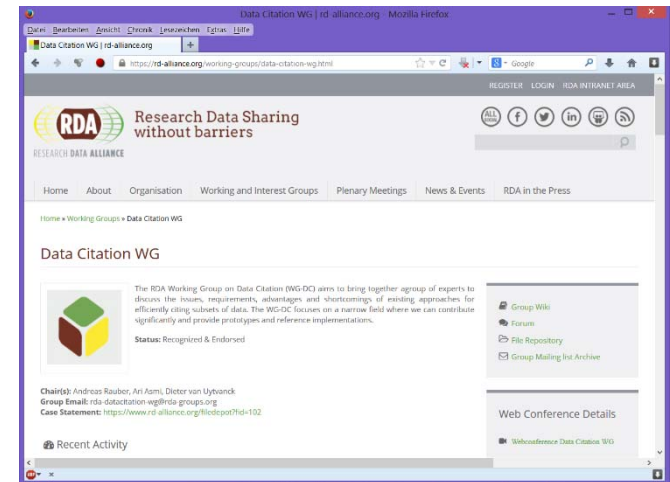 Data Citation WG | rd-alliance.org - Mozilla Firefox
Datei Bearbeiten Ansicht Chronik Lesezeichen Extras Hilfe
Data Citation WG | rd-alliance.org
https://rd-alliance.org/working-groups/data-citation-wg.html
Google
REGISTER LOGIN RDA INTRANET AREA
RDA
RESEARCH DATA ALLIANCE
Research Data Sharing
without barriers
ALL
f
in
Home About Organisation Working and Interest Groups Plenary Meetings News & Events RDA in the Press
Home » Working Groups » Data Citation WG
Data Citation WG
The RDA Working Group on Data Citation (WG-DC) aims to bring together agroup of experts to
discuss the issues, requirements, advantages and shortcomings of existing approaches for
efficiently citing subsets of data. The WG-DC focuses on a narrow field where we can contribute
significantly and provide prototypes and reference implementations.
Status: Recognized & Endorsed
Group Wiki
Forum
File Repository
Group Mailing list Archive
Chair(s): Andreas Rauber, Ari Asmi, Dieter van Uytvanck
Group Email: rda-datacitation-wg@rda-groups.org
Case Statement: https://www.rd-alliance.org/filedepot?fid=102
Web Conference Details
Webconference Data Citation WG
Recent Activity